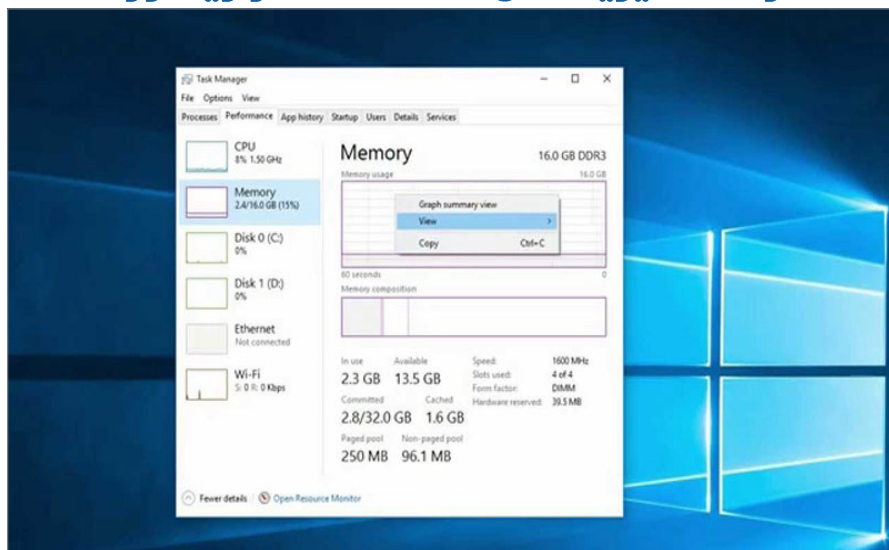 Task Manager
File Options View
Processes Performance App history Startup Users Details Services
CPU
8% 1.50 GHz
Memory
2.4/16.0 GB (15%)
Disk 0 (C:)
0%
Disk 1 (D:)
0%
Ethernet
Not connected
Wi-Fi
S: 0 R: 0 Kbps
Memory 16.0 GB DDR3
Memory usage 16.0 GB
Graph summary view
View
Copy Ctrl+C
60 seconds 0
Memory composition
In use Available
2.3 GB 13.5 GB
Committed Cached
2.8/32.0 GB 1.6 GB
Paged pool Non-paged pool
250 MB 96.1 MB
Speed: 1600 MHz
Slots used: 4 of 4
Form factor: DIMM
Hardware reserved: 39.5 MB
Fewer details Open Resource Monitor